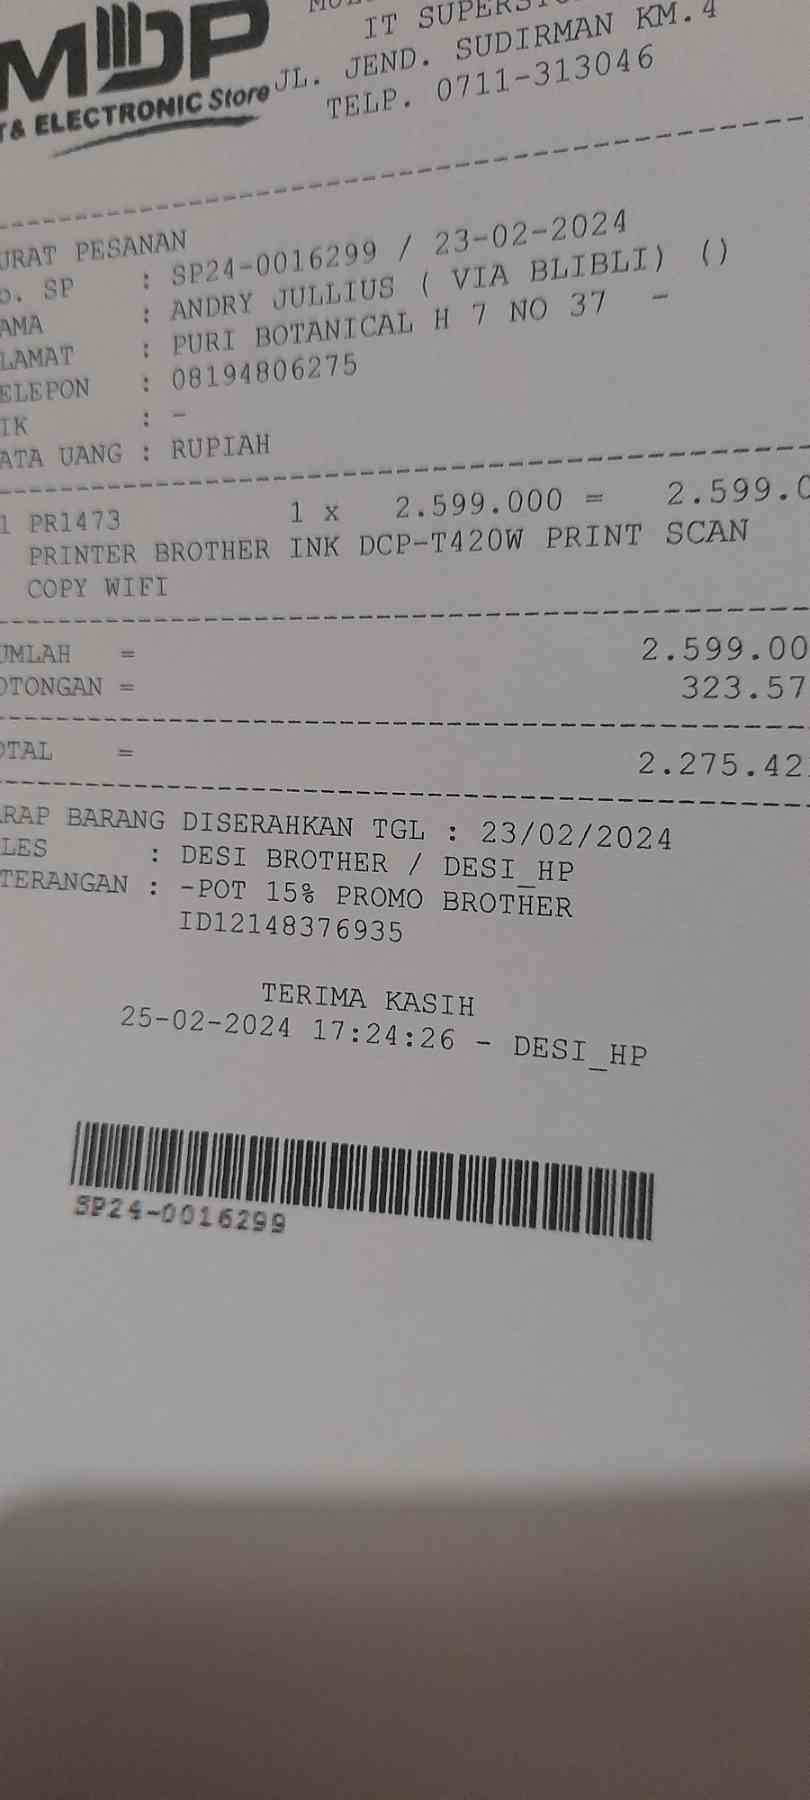 MDP
& ELECTRONIC Store
IT
JL. JEND. SUDIRMAN KM.4
TELP. 0711-313046
URAT PESANAN
o. SP : SP24-0016299 / 23-02-2024
AMA : ANDRY JULLIUS ( VIA BLIBLI) ()
LAMAT : PURI BOTANICAL H 7 NO 37 -
ELEPON : 08194806275
IK : -
ATA UANG : RUPIAH
1 PR1473 1 x 2.599.000 = 2.599.0
PRINTER BROTHER INK DCP-T420W PRINT SCAN
COPY WIFI
UMLAH = 2.599.00
OTONGAN = 323.57
OTAL = 2.275.42
RAP BARANG DISERAHKAN TGL : 23/02/2024
LES : DESI BROTHER / DESI_HP
TERANGAN : -POT 15% PROMO BROTHER
ID12148376935
TERIMA KASIH
25-02-2024 17:24:26 - DESI_HP
SP24-0016299